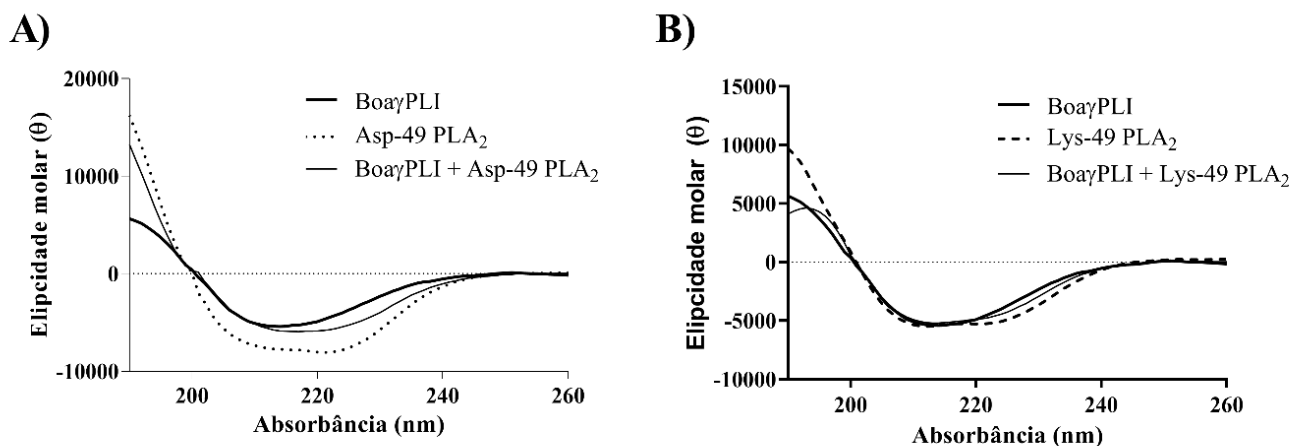 A)
20000
10000
0
-10000
Elipcidade molar (θ)
BoaγPLI
Asp-49 PLA₂
BoaγPLI + Asp-49 PLA₂
200
220
240
260
Absorbância (nm)
B)
15000
10000
5000
0
-5000
-10000
Elipcidade molar (θ)
BoaγPLI
Lys-49 PLA₂
BoaγPLI + Lys-49 PLA₂
200
220
240
260
Absorbância (nm)